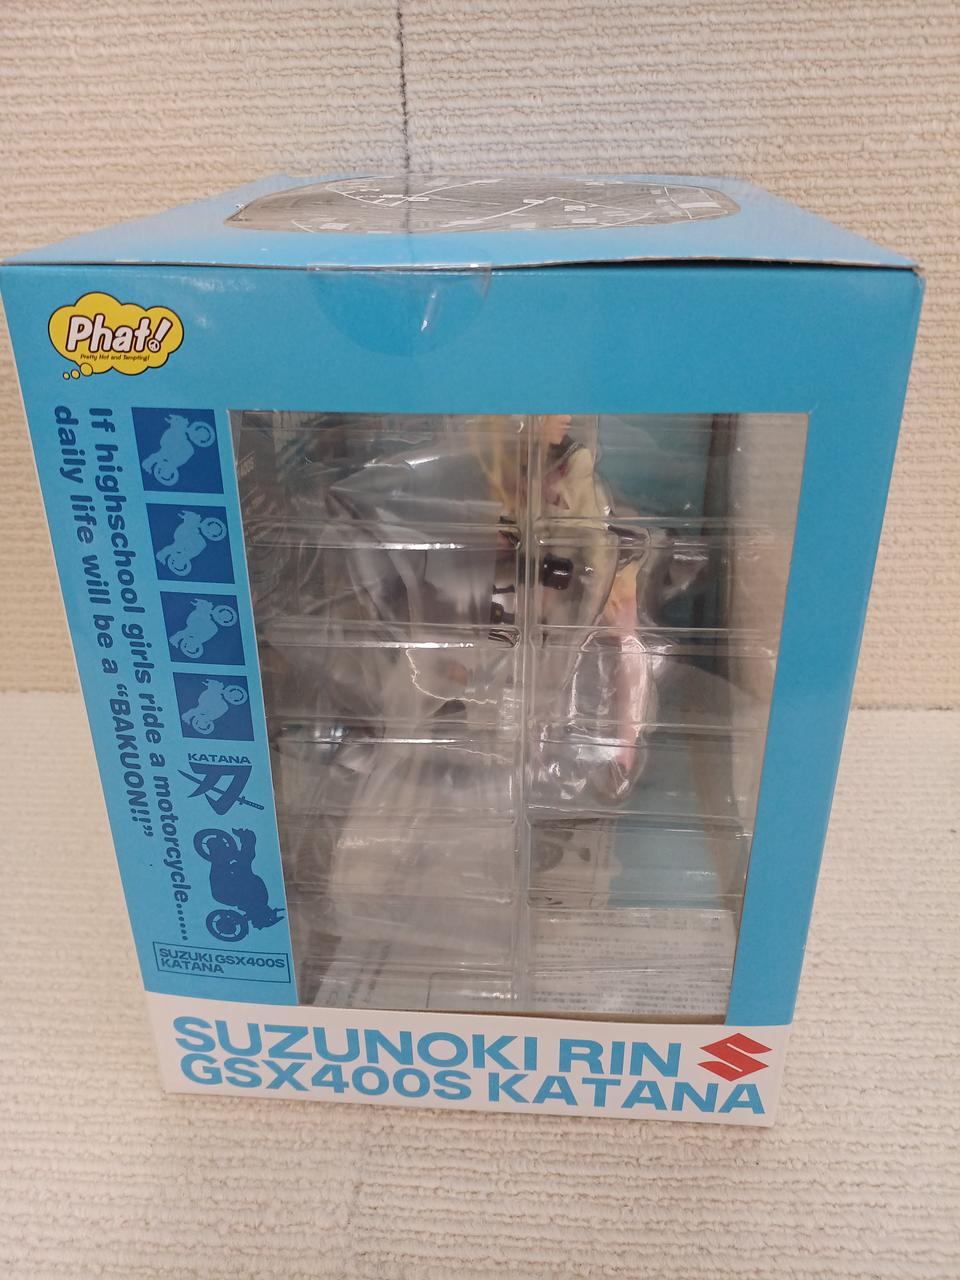 Phat!
Pretty Hot and Tempting!
If highschool girls ride a motorcycle......
daily life will be a "BAKUON!!"
KATANA
刀
SUZUKI GSX400S
KATANA
SUZUNOKI RIN
GSX400S KATANA